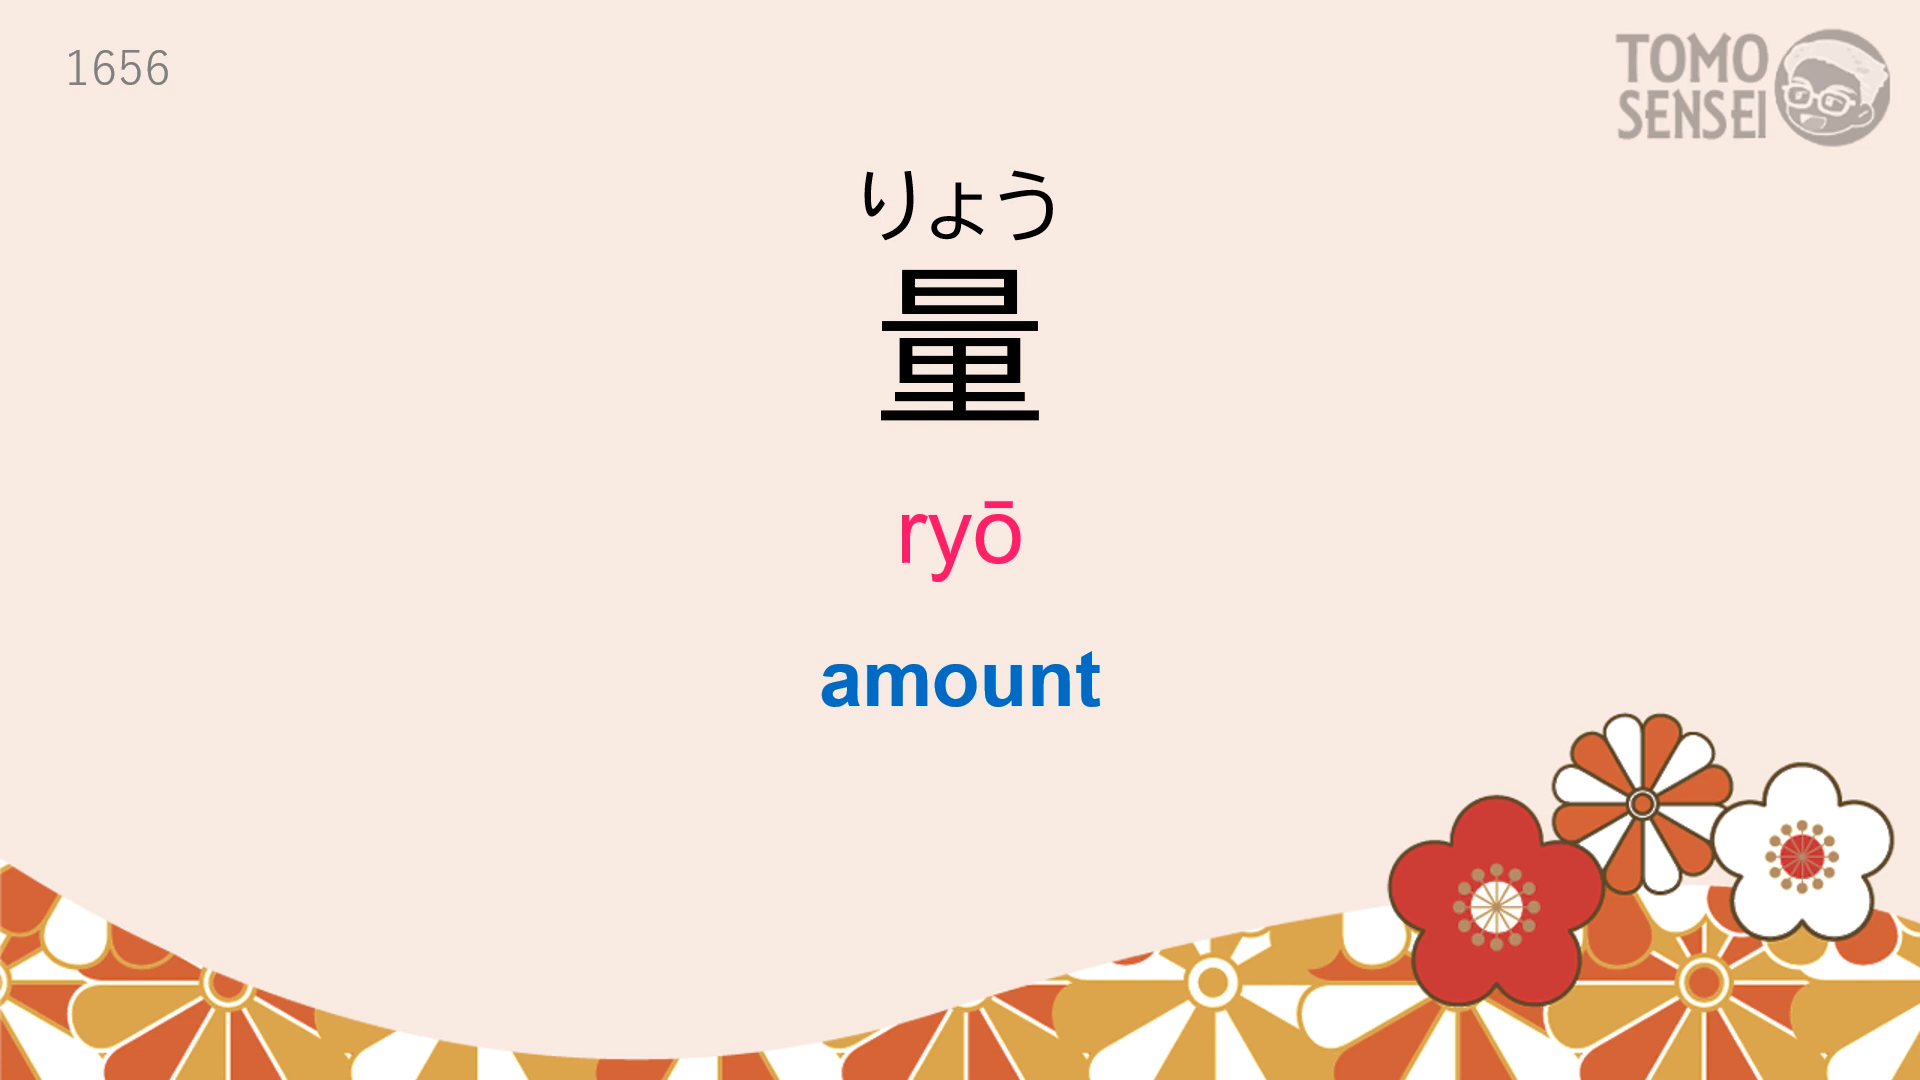 1656
TOMO
SENSEI
りょう
量
ryō
amount